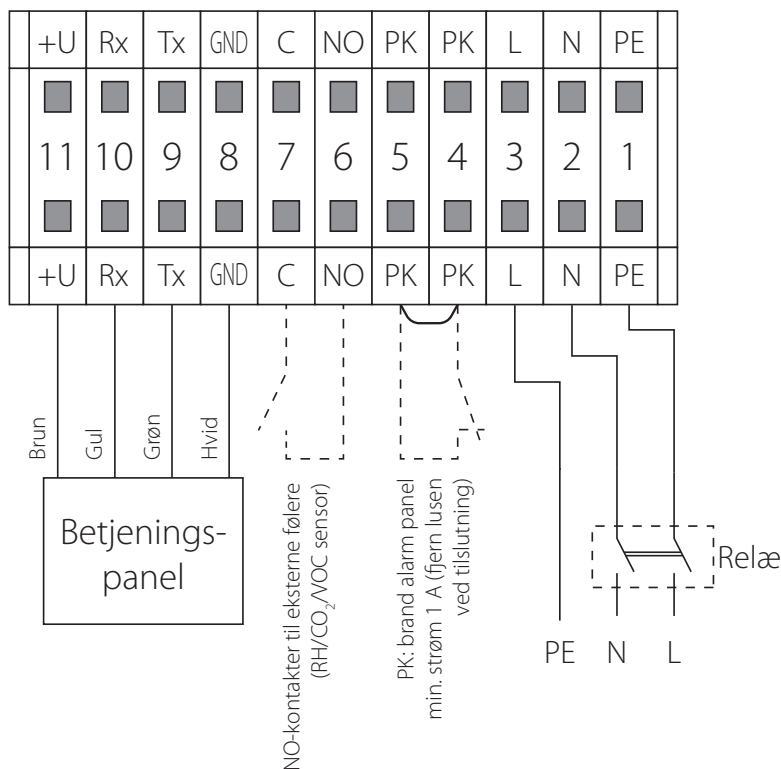 +U Rx Tx GND C NO PK PK L N PE
11 10 9 8 7 6 5 4 3 2 1
+U Rx Tx GND C NO PK PK L N PE
Brun
Gul
Grøn
Hvid
Betjenings-
panel
NO-kontakter til eksterne følere
(RH/CO₂/VOC sensor)
PK: brand alarm panel
min. strøm 1 A (fjern lusen
ved tilslutning)
Relæ
PE N L